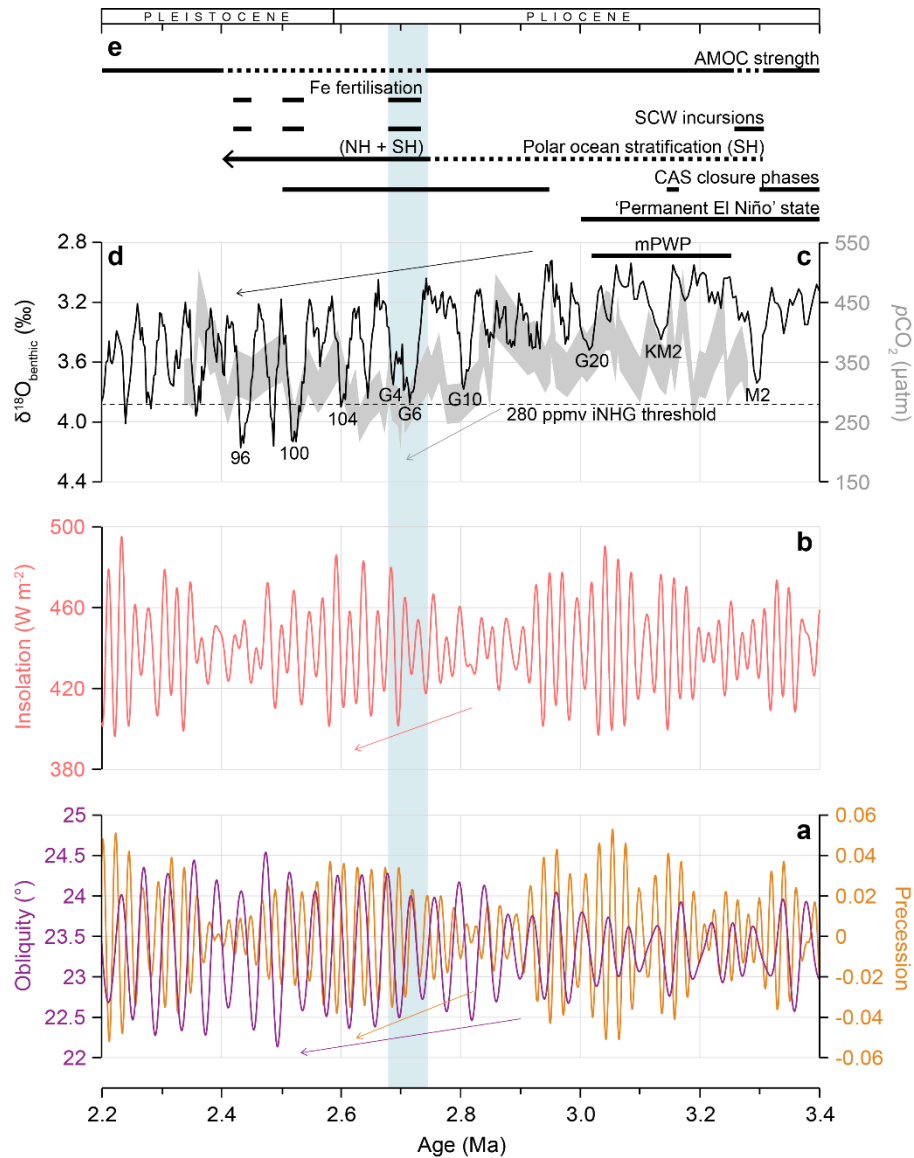 PLEISTOCENE PLIOCENE
e
AMOC strength
Fe fertilisation
SCW incursions
(NH + SH) Polar ocean stratification (SH)
CAS closure phases
'Permanent El Niño' state
mPWP
d c
2.8 550
3.2 450
3.6 350
4.0 250
4.4 150
δ18Obenthic (‰)
pCO2 (µatm)
G20 KM2
G4 G10 M2
G6
104 280 ppmv iNHG threshold
96 100
b
500
460
420
380
Insolation (W m-2)
a
25 0.06
24.5 0.04
24 0.02
23.5 0
23 -0.02
22.5 -0.04
22 -0.06
Obliquity (°)
Precession
2.2 2.4 2.6 2.8 3.0 3.2 3.4
Age (Ma)